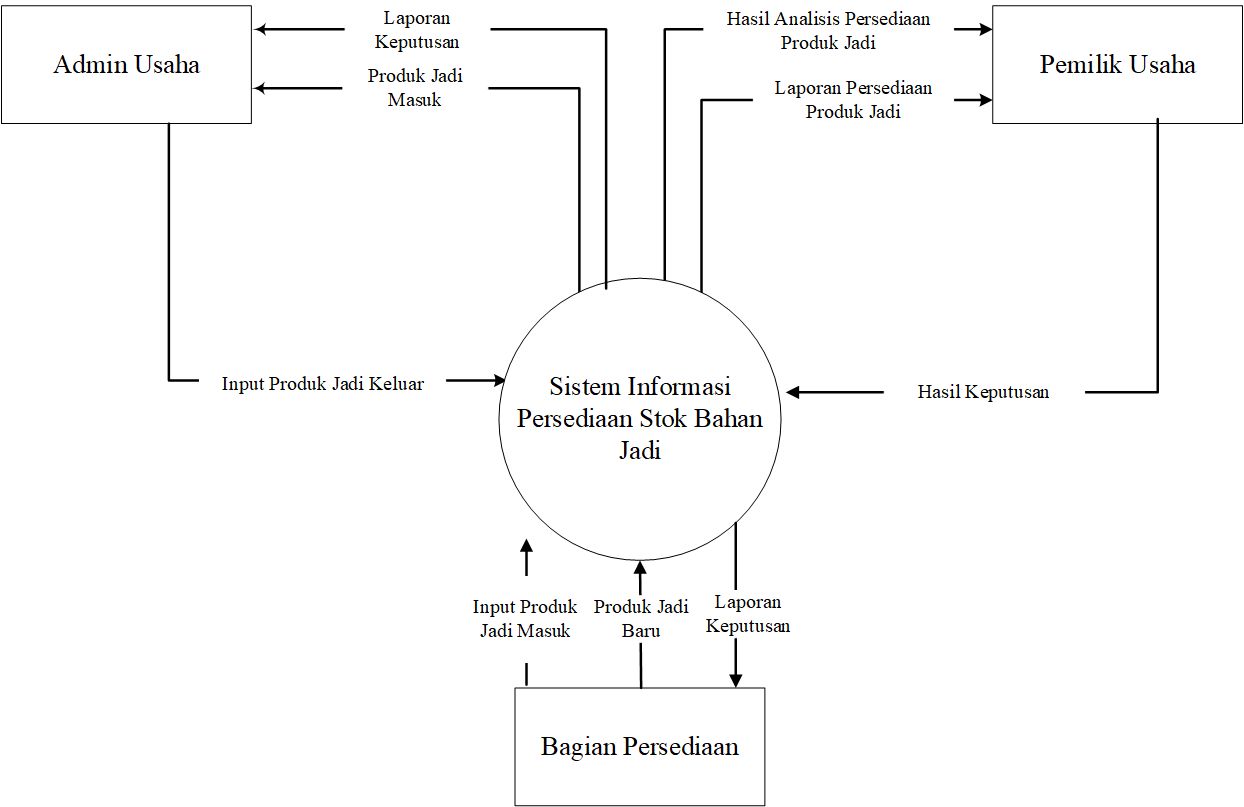 Admin Usaha
Laporan
Keputusan
Produk Jadi
Masuk
Hasil Analisis Persediaan
Produk Jadi
Laporan Persediaan
Produk Jadi
Pemilik Usaha
Input Produk Jadi Keluar
Sistem Informasi
Persediaan Stok Bahan
Jadi
Hasil Keputusan
Input Produk
Jadi Masuk
Produk Jadi
Baru
Laporan
Keputusan
Bagian Persediaan